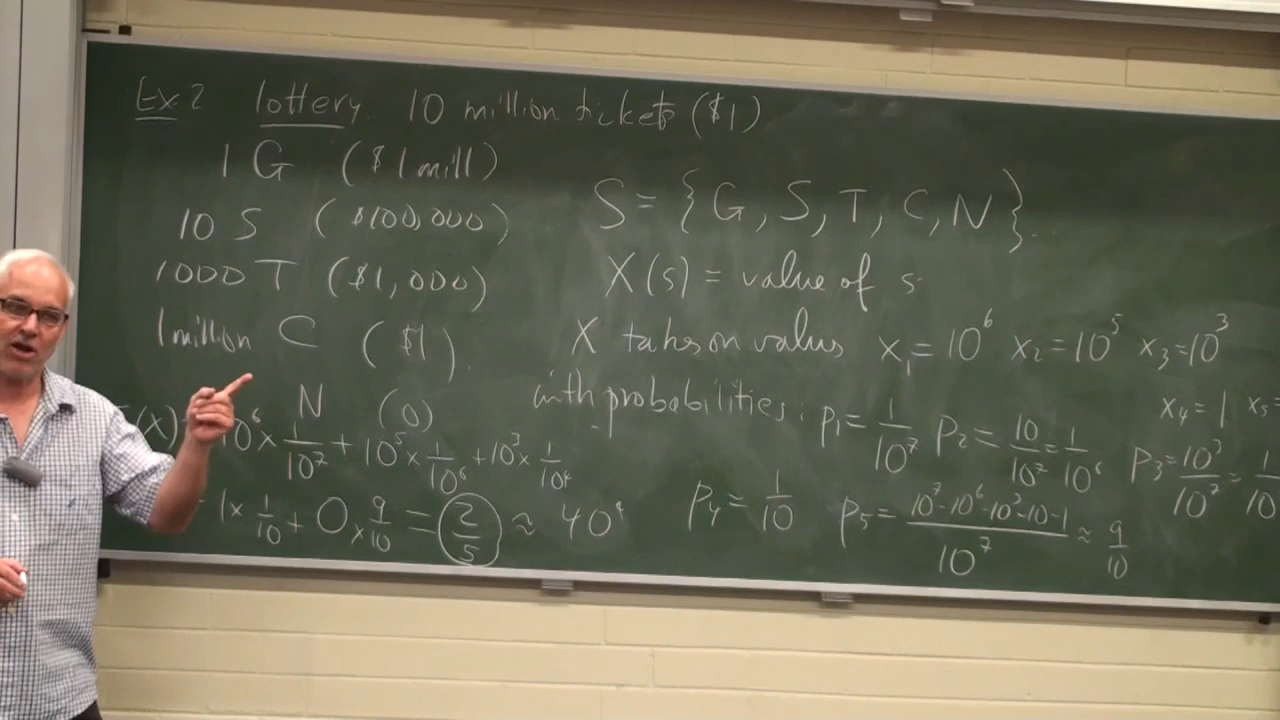 Ex 2 lottery. 10 million tickets ($1)
1 G ($1 mill)
10 S ($100,000)
1000 T ($1,000)
1 million C ($1).
N (0)
(X) 10⁶ × 1/10⁷ + 10⁵ × 1/10⁶ + 10³ × 1/10⁴
1 × 1/10 + 0 × 9/10 = 2/5 ≈ 40¢
S = {G, S, T, C, N}
X(s) = value of s
X takes on values x₁ = 10⁶ x₂ = 10⁵ x₃ = 10³
x₄ = 1 x₅ =
with probabilities: p₁ = 1/10⁷ p₂ = 10/10⁷ = 1/10⁶ p₃ = 10³/10⁷ = 1/10
p₄ = 1/10 p₅ = (10⁷-10⁶-10³-10-1)/10⁷ ≈ 9/10